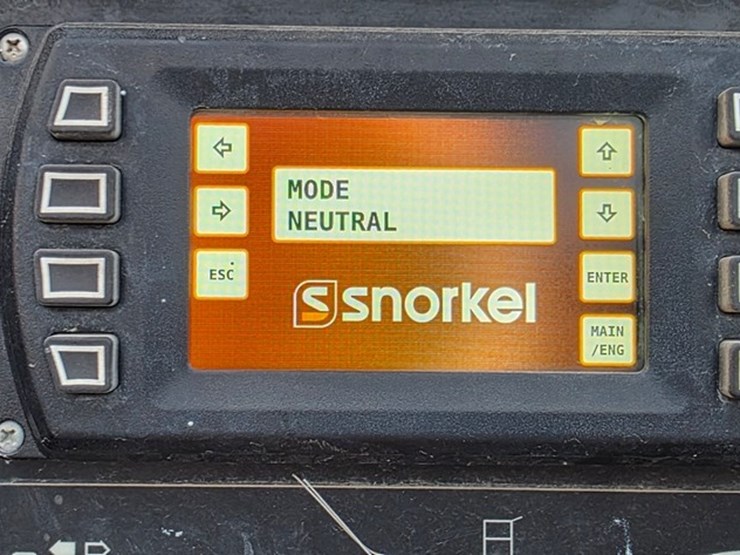 MODE
NEUTRAL
ESC
snorkel
ENTER
MAIN
/ENG